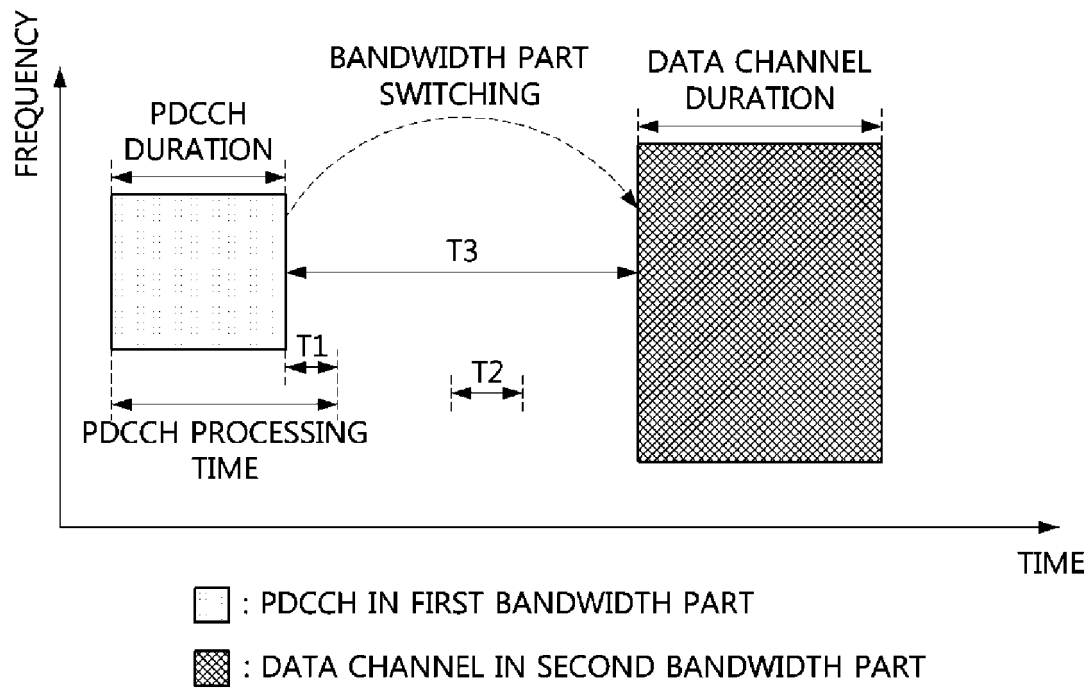 BANDWIDTH PART
SWITCHING
DATA CHANNEL
DURATION
FREQUENCY
PDCCH
DURATION
T3
T1
T2
PDCCH PROCESSING
TIME
TIME
: PDCCH IN FIRST BANDWIDTH PART
: DATA CHANNEL IN SECOND BANDWIDTH PART